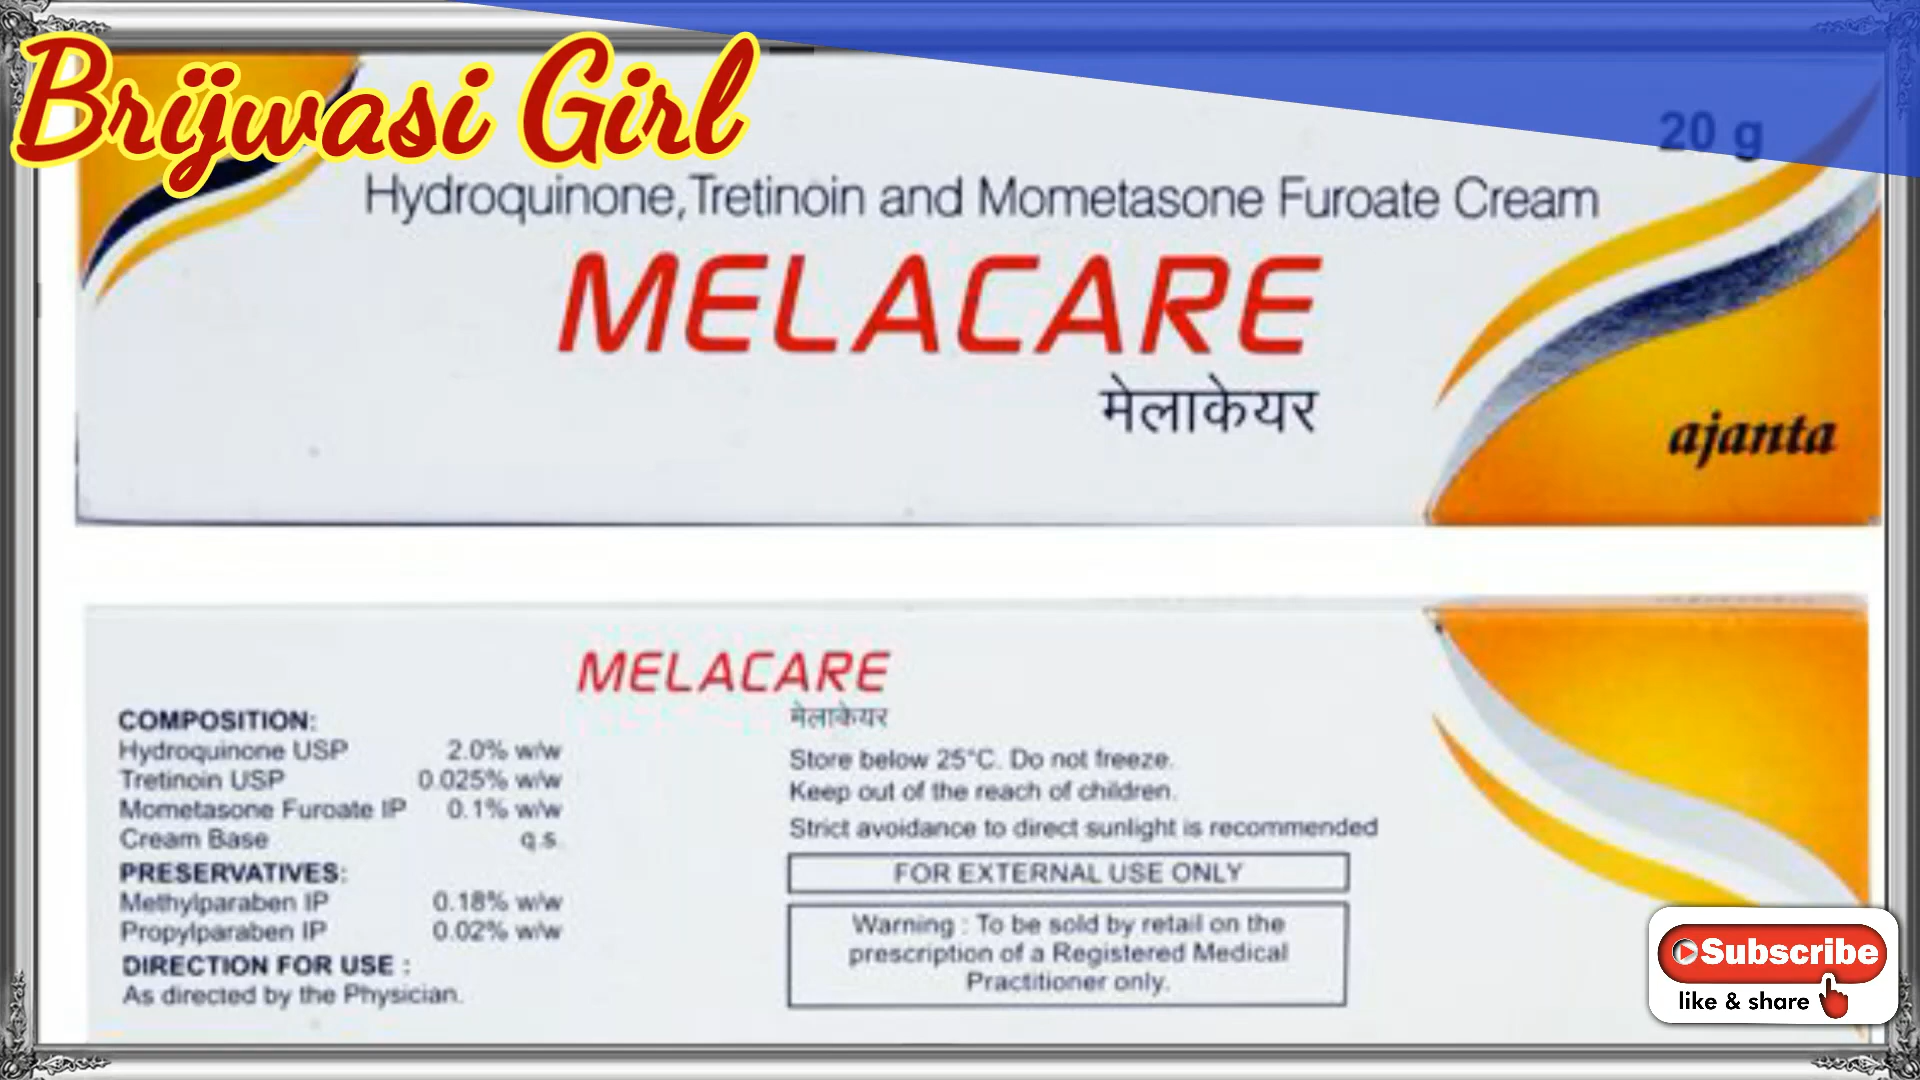 Brijwasi Girl
20 g
Hydroquinone, Tretinoin and Mometasone Furoate Cream
MELACARE
मेलाकेयर
ajanta
MELACARE
मेलाकेयर
COMPOSITION:
Hydroquinone USP 2.0% w/w
Tretinoin USP 0.025% w/w
Mometasone Furoate IP 0.1% w/w
Cream Base q.s.
PRESERVATIVES:
Methylparaben IP 0.18% w/w
Propylparaben IP 0.02% w/w
DIRECTION FOR USE :
As directed by the Physician.
Store below 25°C. Do not freeze.
Keep out of the reach of children.
Strict avoidance to direct sunlight is recommended
FOR EXTERNAL USE ONLY
Warning : To be sold by retail on the
prescription of a Registered Medical
Practitioner only.
Subscribe
like & share